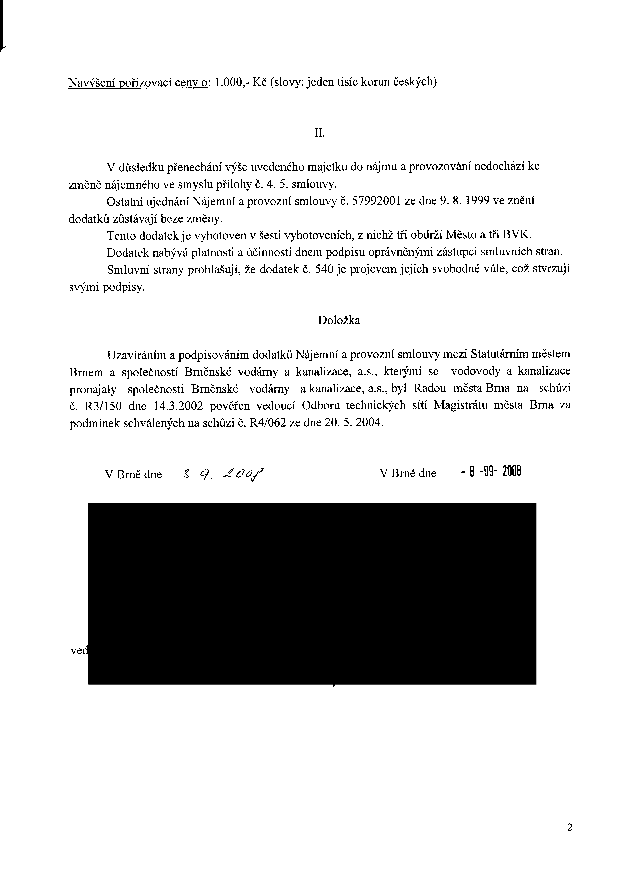 Navýšení pořizovací ceny o: 1.000,- Kč (slovy: jeden tisíc korun českých)
II.
V důsledku přenechání výše uvedeného majetku do nájmu a provozování nedochází ke
změně nájemného ve smyslu přílohy č. 4. 5. smlouvy.
Ostatní ujednání Nájemní a provozní smlouvy č. 57992001 ze dne 9. 8. 1999 ve znění
dodatků zůstávají beze změny.
Tento dodatek je vyhotoven v šesti vyhotoveních, z nichž tři obdrží Město a tři BVK.
Dodatek nabývá platnosti a účinnosti dnem podpisu oprávněnými zástupci smluvních stran.
Smluvní strany prohlašují, že dodatek č. 540 je projevem jejich svobodné vůle, což stvrzují
svými podpisy.
Doložka
Uzavíráním a podpisováním dodatků Nájemní a provozní smlouvy mezi Statutárním městem
Brnem a společností Brněnské vodárny a kanalizace, a.s., kterými se vodovody a kanalizace
pronajaly společnosti Brněnské vodárny a kanalizace, a.s., byl Radou města Brna na schůzi
č. R3/150 dne 14.3.2002 pověřen vedoucí Odboru technických sítí Magistrátu města Brna za
podmínek schválených na schůzi č. R4/062 ze dne 20. 5. 2004.
V Brně dne 8. 9. 2008 V Brně dne - 8 -09- 2008
ved
2